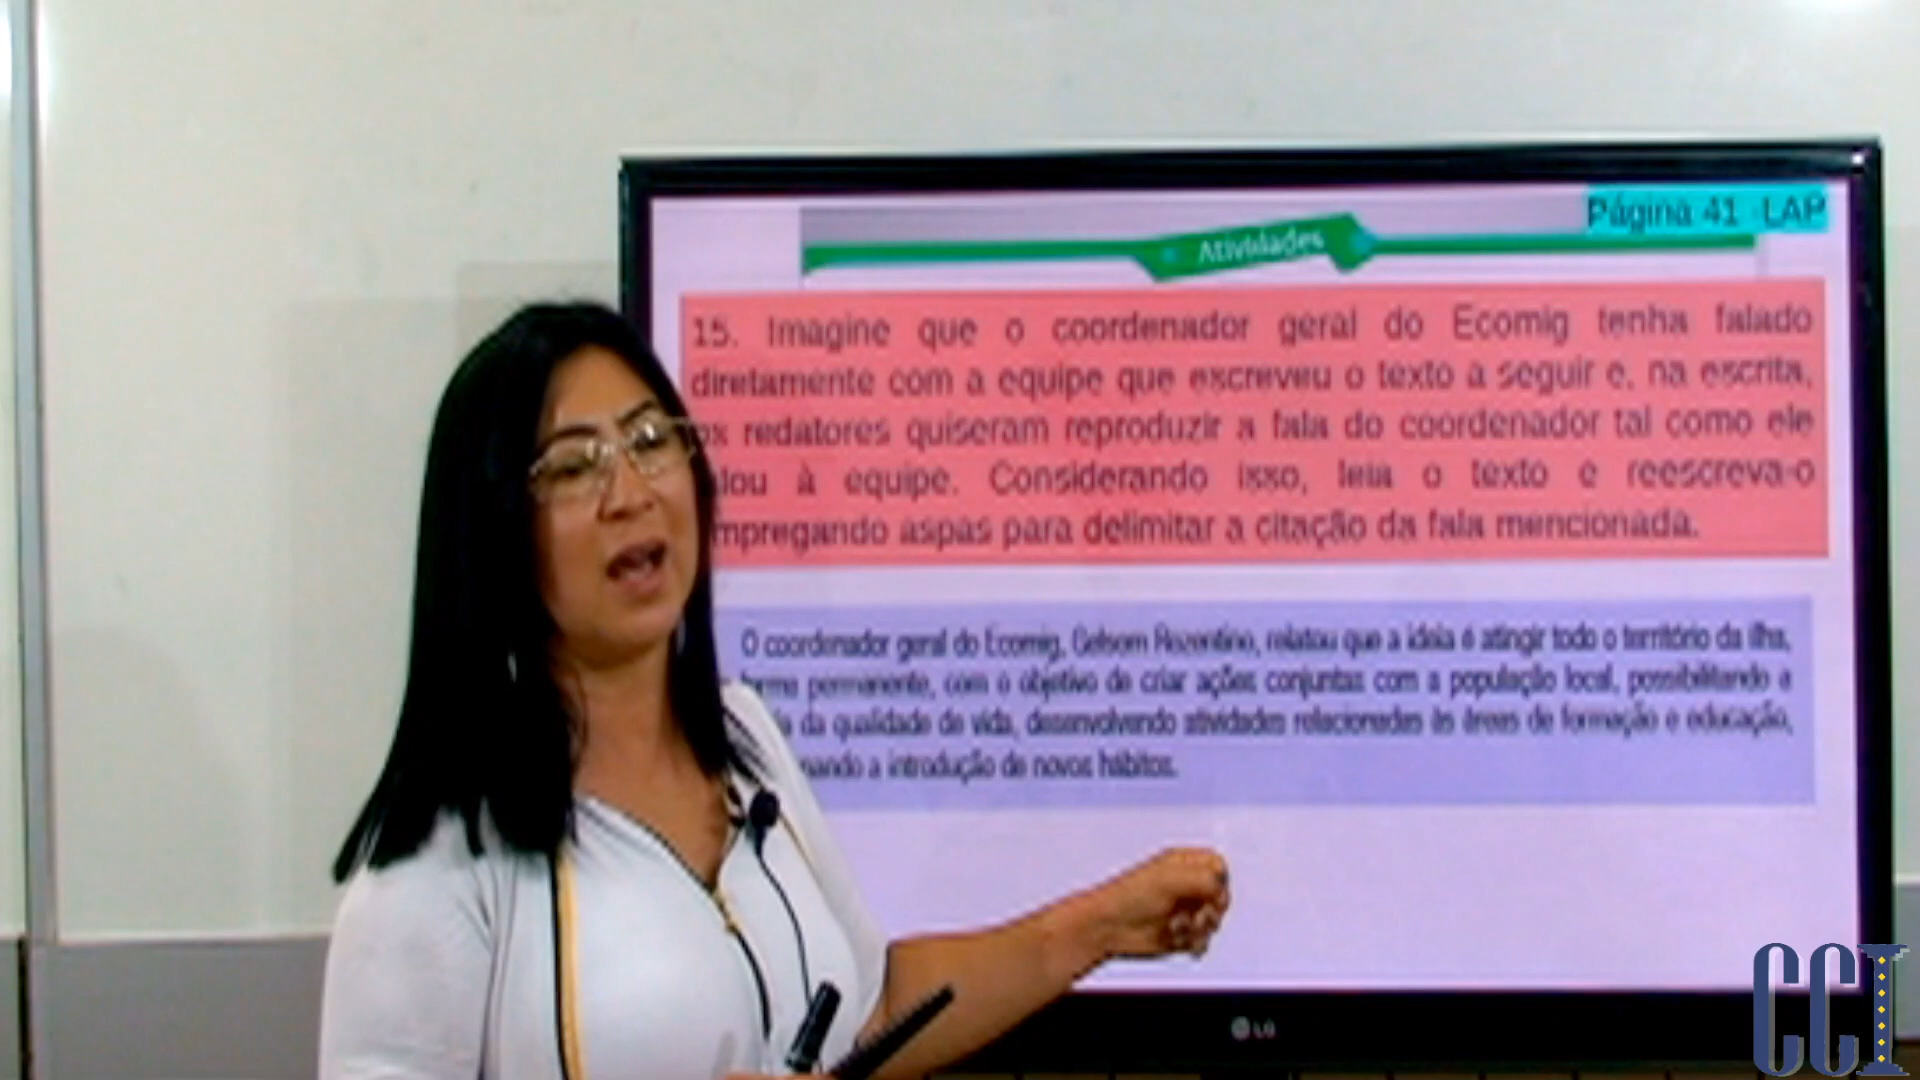 Página 41 LAP
Atividades
15. Imagine que o coordenador geral do Ecomig tenha falado
diretamente com a equipe que escreveu o texto a seguir e, na escrita,
redatores quiseram reproduzir a fala do coordenador tal como ele
à equipe. Considerando isso, leia o texto e reescreva-o
mpregando aspas para delimitar a citação da fala mencionada.
O coordenador geral do Ecomig, Gelsom Rozentino, relatou que a ideia é atingir todo o território da ilha,
permanente, com o objetivo de criar ações conjuntas com a população local, possibilitando a
da qualidade de vida, desenvolvendo atividades relacionadas às áreas de formação e educação,
a introdução de novos hábitos.
LG
CCI